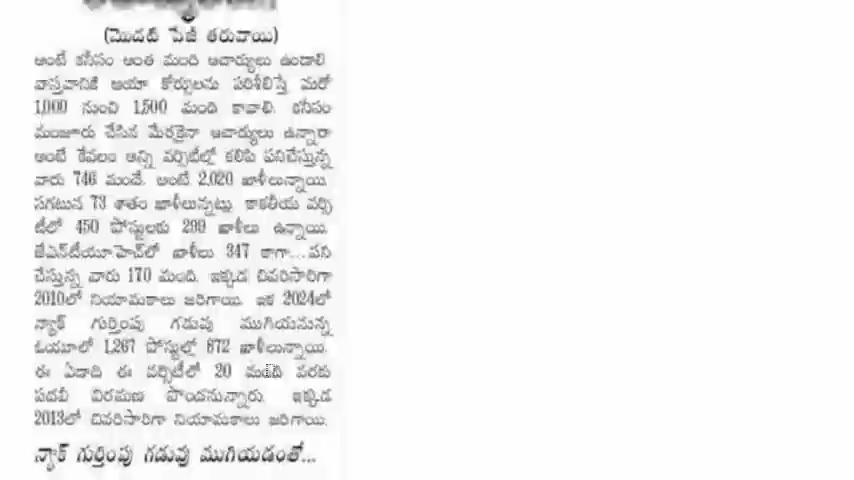 (మొదటి పేజీ తరువాయి)
అంటే కనీసం అంత మంది ఆచార్యులు ఉండాలి.
వాస్తవానికి ఆయా కోర్సులను పరిశీలిస్తే మరో
1,000 నుంచి 1,500 మంది కావాలి. కనీసం
మంజూరు చేసిన మేరకైనా ఆచార్యులు ఉన్నారా
అంటే కేవలం అన్ని వర్సిటీల్లో కలిపి పనిచేస్తున్న
వారు 746 మందే. అంటే 2,020 ఖాళీలున్నాయి.
సగటున 73 శాతం ఖాళీలున్నట్లు. కాకతీయ వర్సి
టీలో 450 పోస్టులకు 299 ఖాళీలు ఉన్నాయి.
జేఎన్‌టీయూహెచ్‌లో ఖాళీలు 347 కాగా... పని
చేస్తున్న వారు 170 మంది. ఇక్కడ చివరిసారిగా
2010లో నియామకాలు జరిగాయి. ఇక 2024లో
న్యాక్ గుర్తింపు గడువు ముగియనున్న
ఓయూలో 1,267 పోస్టుల్లో 872 ఖాళీలున్నాయి.
ఈ ఏడాది ఈ వర్సిటీలో 20 మంది వరకు
పదవీ విరమణ పొందనున్నారు. ఇక్కడ
2013లో చివరిసారిగా నియామకాలు జరిగాయి.
న్యాక్ గుర్తింపు గడువు ముగియడంతో...